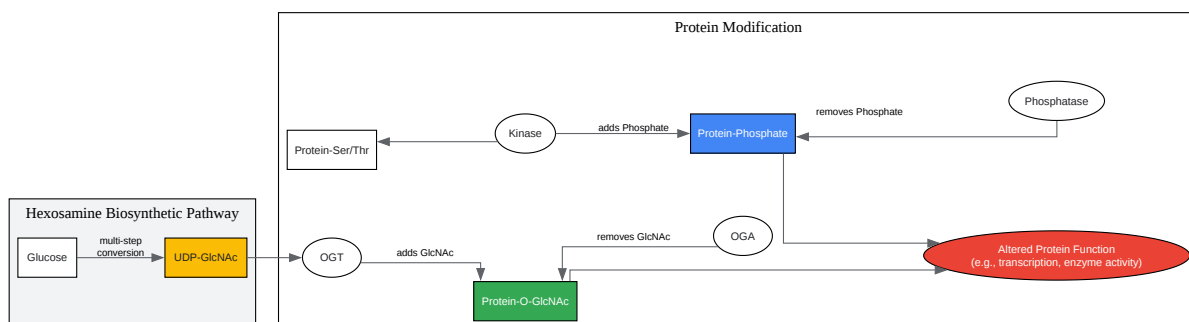 Protein Modification
Phosphatase
removes Phosphate
Kinase
adds Phosphate
Protein-Phosphate
Protein-Ser/Thr
Hexosamine Biosynthetic Pathway
Glucose
multi-step
conversion
UDP-GlcNAc
OGT
adds GlcNAc
removes GlcNAc
OGA
Altered Protein Function
(e.g., transcription, enzyme activity)
Protein-O-GlcNAc